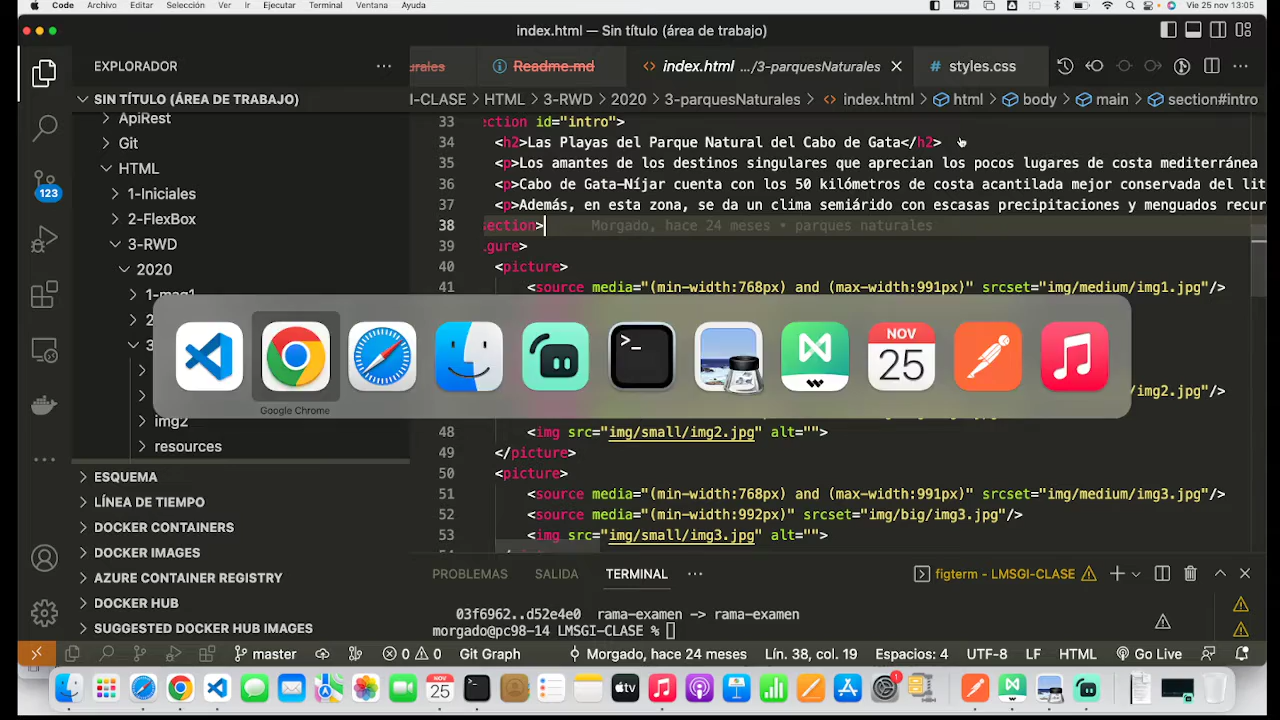 Code Archivo Editar Selección Ver Ir Ejecutar Terminal Ventana Ayuda
Vie 25 nov 13:05
index.html — Sin título (área de trabajo)
EXPLORADOR
urales Readme.md index.html .../3-parquesNaturales styles.css
SIN TÍTULO (ÁREA DE TRABAJO)
I-CLASE > HTML > 3-RWD > 2020 > 3-parquesNaturales > index.html > html > body > main > section#intro
ApiRest
Git
HTML
1-Iniciales
2-FlexBox
3-RWD
2020
1-mag1
2
3
img2
resources
123
33 ection id="intro">
34 <h2>Las Playas del Parque Natural del Cabo de Gata</h2>
35 <p>Los amantes de los destinos singulares que aprecian los pocos lugares de costa mediterránea
36 <p>Cabo de Gata-Níjar cuenta con los 50 kilómetros de costa acantilada mejor conservada del lit
37 <p>Además, en esta zona, se da un clima semiárido con escasas precipitaciones y menguados recur
38 section> Morgado, hace 24 meses • parques naturales
39 gure>
40 <picture>
41 <source media="(min-width:768px) and (max-width:991px)" srcset="img/medium/img1.jpg"/>
Google Chrome
NOV
25
/img2.jpg"/>
48 <img src="img/small/img2.jpg" alt="">
49 </picture>
50 <picture>
51 <source media="(min-width:768px) and (max-width:991px)" srcset="img/medium/img3.jpg"/>
52 <source media="(min-width:992px)" srcset="img/big/img3.jpg"/>
53 <img src="img/small/img3.jpg" alt="">
ESQUEMA
LÍNEA DE TIEMPO
DOCKER CONTAINERS
DOCKER IMAGES
AZURE CONTAINER REGISTRY
DOCKER HUB
SUGGESTED DOCKER HUB IMAGES
PROBLEMAS SALIDA TERMINAL
figterm - LMSGI-CLASE
03f6962..d52e4e0 rama-examen -> rama-examen
morgado@pc98-14 LMSGI-CLASE %
master 0 0 Git Graph Morgado, hace 24 meses Lín. 38, col. 19 Espacios: 4 UTF-8 LF HTML Go Live
NOV
25
tv
1